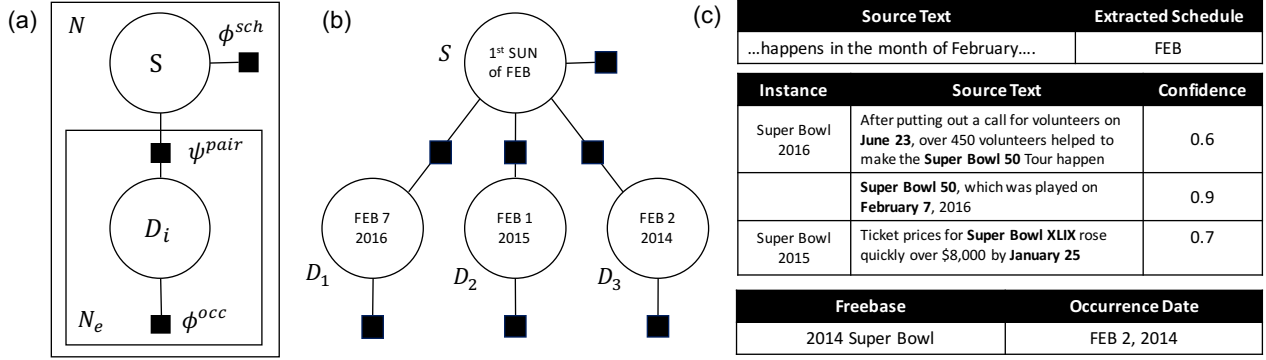 (a)
N
S
ϕ^sch
ψ^pair
D_i
N_e
ϕ^occ
(b)
S
1st SUN
of FEB
FEB 7
2016
FEB 1
2015
FEB 2
2014
D_1
D_2
D_3
(c)
Source Text Extracted Schedule
...happens in the month of February.... FEB
Instance Source Text Confidence
Super Bowl
2016
After putting out a call for volunteers on
June 23, over 450 volunteers helped to
make the Super Bowl 50 Tour happen
0.6
Super Bowl 50, which was played on
February 7, 2016
0.9
Super Bowl
2015
Ticket prices for Super Bowl XLIX rose
quickly over $8,000 by January 25
0.7
Freebase Occurrence Date
2014 Super Bowl FEB 2, 2014